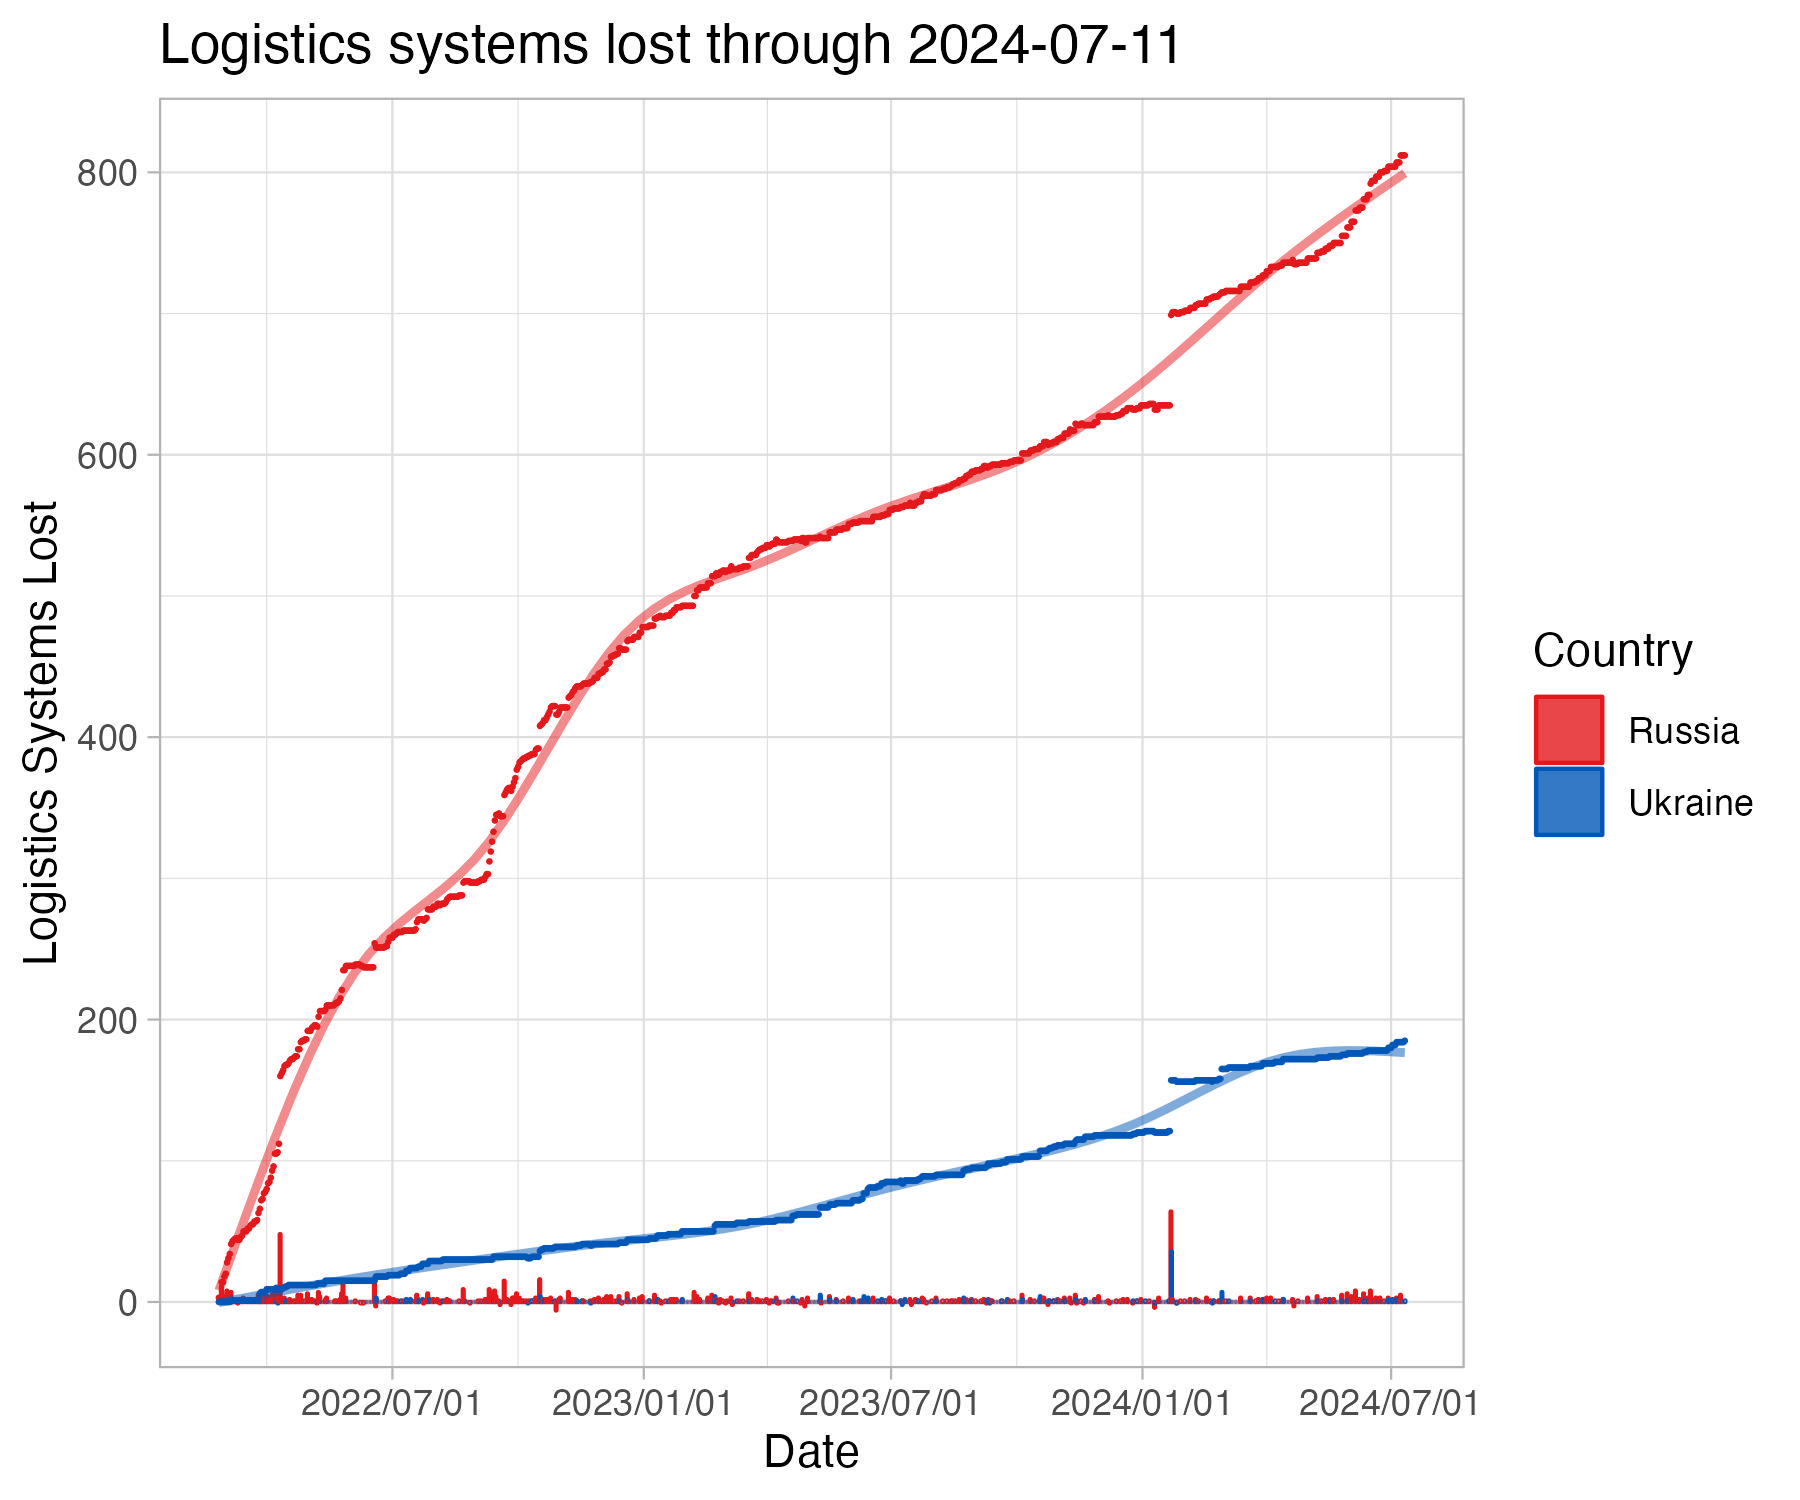 Logistics systems lost through 2024-07-11
Logistics Systems Lost
800
600
400
200
0
2022/07/01
2023/01/01
2023/07/01
2024/01/01
2024/07/01
Date
Country
Russia
Ukraine